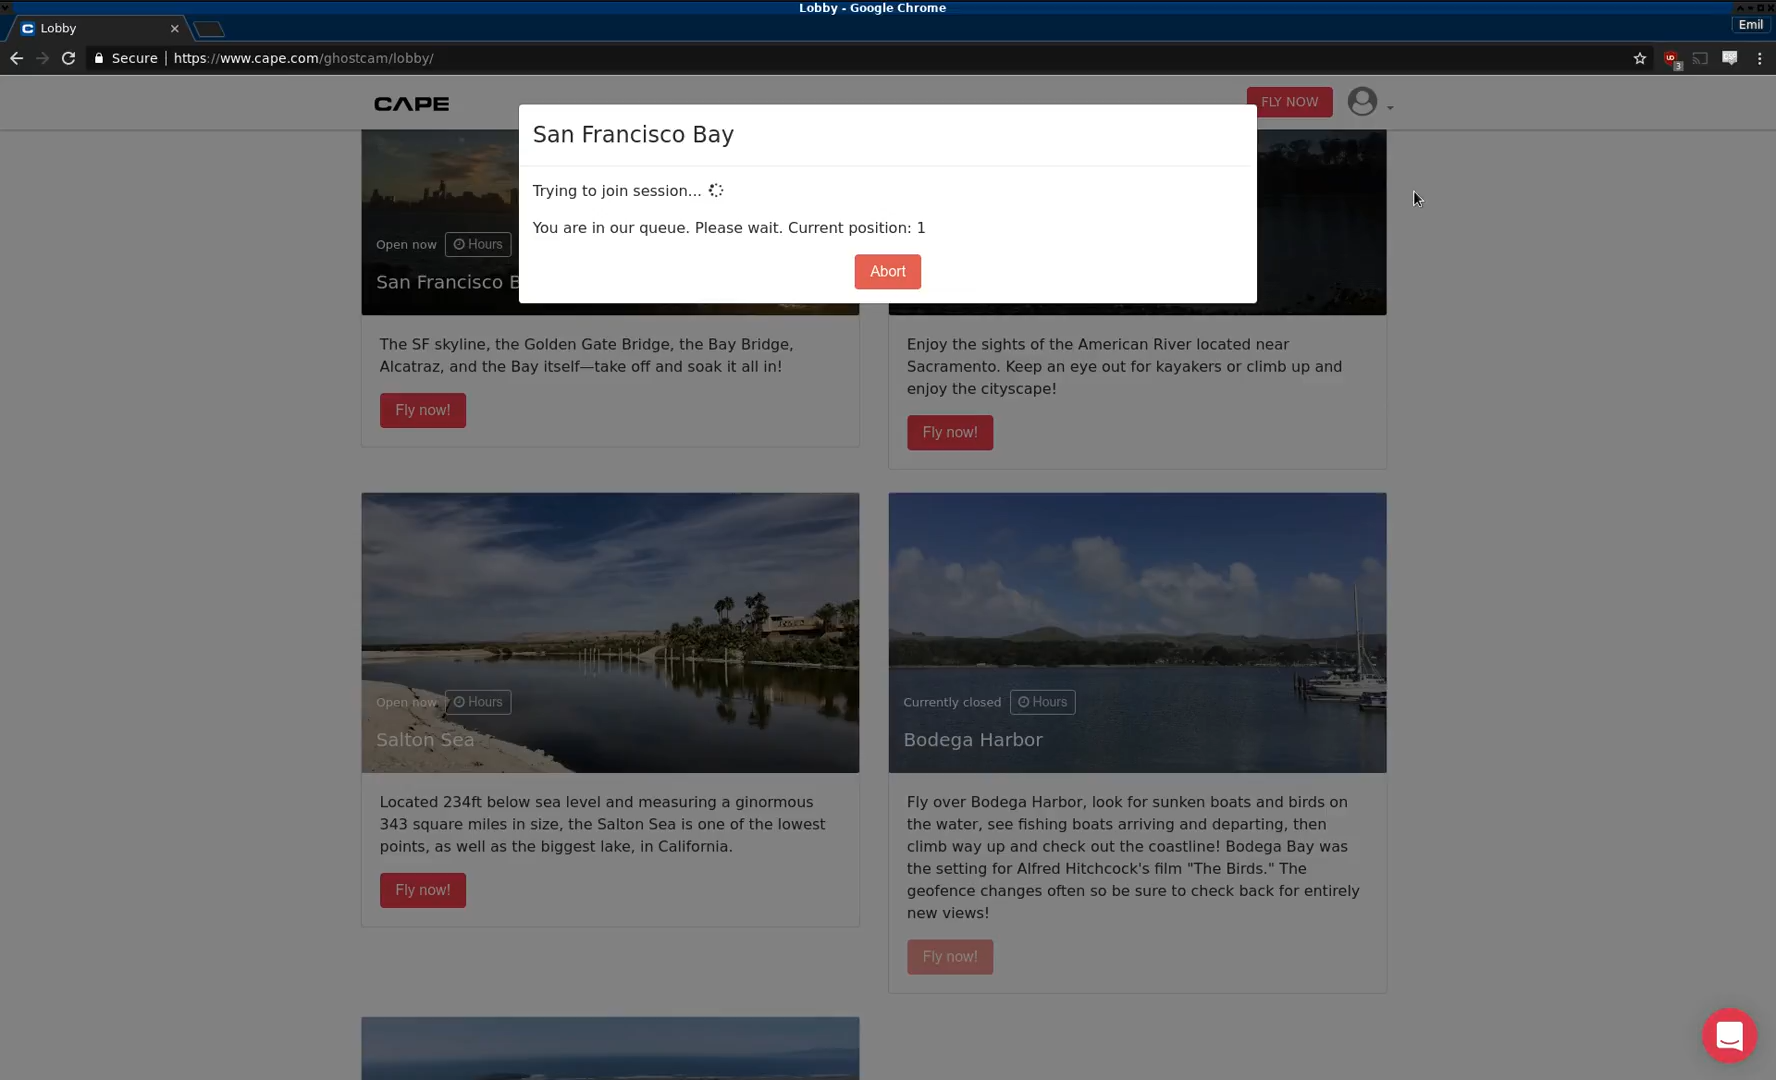 Lobby - Google Chrome
Lobby
Emil
Secure | https://www.cape.com/ghostcam/lobby/
3
CAPE
FLY NOW
San Francisco Bay
Trying to join session...
You are in our queue. Please wait. Current position: 1
Abort
Open now
Hours
San Francisco B
The SF skyline, the Golden Gate Bridge, the Bay Bridge,
Alcatraz, and the Bay itself—take off and soak it all in!
Fly now!
Enjoy the sights of the American River located near
Sacramento. Keep an eye out for kayakers or climb up and
enjoy the cityscape!
Fly now!
Open now
Hours
Salton Sea
Located 234ft below sea level and measuring a ginormous
343 square miles in size, the Salton Sea is one of the lowest
points, as well as the biggest lake, in California.
Fly now!
Currently closed
Hours
Bodega Harbor
Fly over Bodega Harbor, look for sunken boats and birds on
the water, see fishing boats arriving and departing, then
climb way up and check out the coastline! Bodega Bay was
the setting for Alfred Hitchcock's film "The Birds." The
geofence changes often so be sure to check back for entirely
new views!
Fly now!